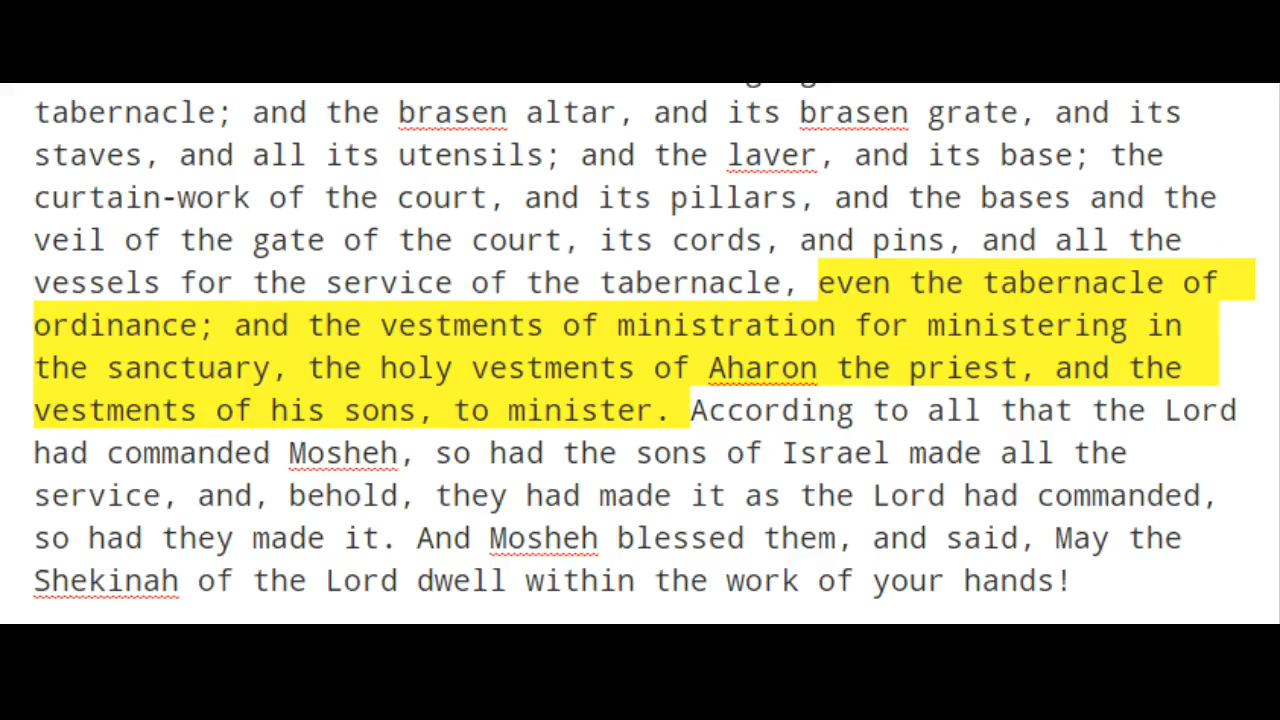 tabernacle; and the brasen altar, and its brasen grate, and its
staves, and all its utensils; and the laver, and its base; the
curtain-work of the court, and its pillars, and the bases and the
veil of the gate of the court, its cords, and pins, and all the
vessels for the service of the tabernacle, even the tabernacle of
ordinance; and the vestments of ministration for ministering in
the sanctuary, the holy vestments of Aharon the priest, and the
vestments of his sons, to minister. According to all that the Lord
had commanded Mosheh, so had the sons of Israel made all the
service, and, behold, they had made it as the Lord had commanded,
so had they made it. And Mosheh blessed them, and said, May the
Shekinah of the Lord dwell within the work of your hands!